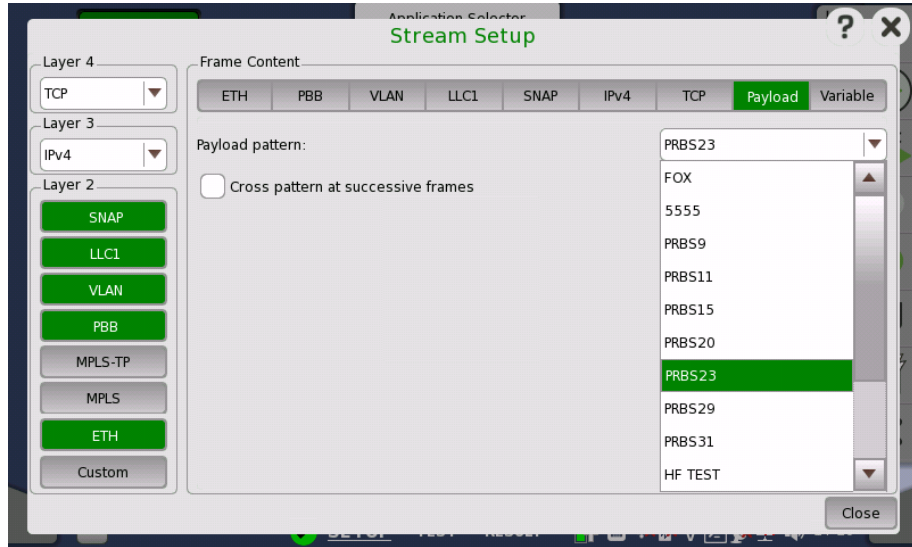 Stream Setup
?
Layer 4
TCP
Layer 3
IPv4
Layer 2
SNAP
LLC1
VLAN
PBB
MPLS-TP
MPLS
ETH
Custom
Frame Content
ETH PBB VLAN LLC1 SNAP IPv4 TCP Payload Variable
Payload pattern:
PRBS23
Cross pattern at successive frames
FOX
5555
PRBS9
PRBS11
PRBS15
PRBS20
PRBS23
PRBS29
PRBS31
HF TEST
Close